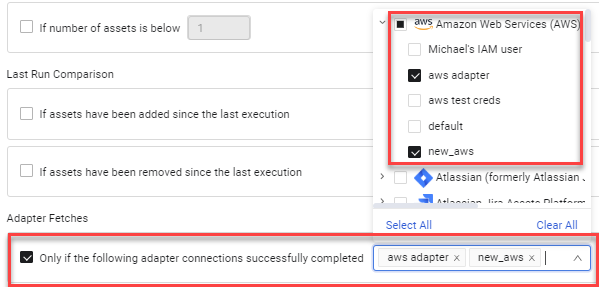 If number of assets is below 1
Last Run Comparison
If assets have been added since the last execution
If assets have been removed since the last execution
Adapter Fetches
Only if the following adapter connections successfully completed
aws Amazon Web Services (AWS)
Michael's IAM user
aws adapter
aws test creds
default
new_aws
Atlassian (formerly Atlassian
Atlassian Jira Assets Platform
Select All Clear All
aws adapter x new_aws x